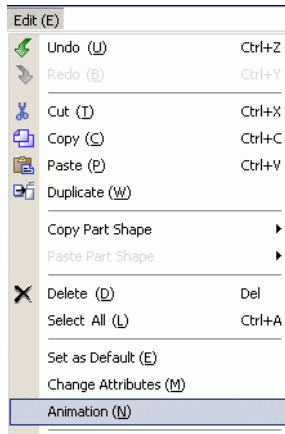 Edit (E)
Undo (U) Ctrl+Z
Redo (B) Ctrl+Y
Cut (T) Ctrl+X
Copy (C) Ctrl+C
Paste (P) Ctrl+V
Duplicate (W)
Copy Part Shape
Paste Part Shape
Delete (D) Del
Select All (L) Ctrl+A
Set as Default (E)
Change Attributes (M)
Animation (N)